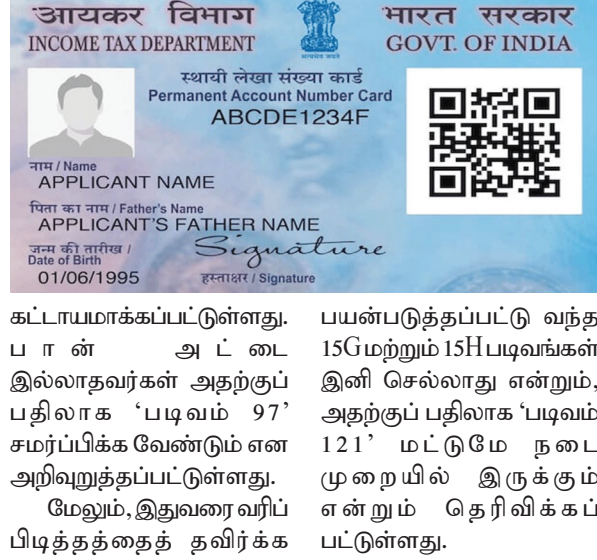 आयकर विभाग
INCOME TAX DEPARTMENT
भारत सरकार
GOVT. OF INDIA
स्थायी लेखा संख्या कार्ड
Permanent Account Number Card
ABCDE1234F
नाम / Name
APPLICANT NAME
पिता का नाम / Father's Name
APPLICANT'S FATHER NAME
जन्म की तारीख /
Date of Birth
01/06/1995
Signature
हस्ताक्षर / Signature
கட்டாயமாக்கப்பட்டுள்ளது.
பான் அட்டை
இல்லாதவர்கள் அதற்குப்
பதிலாக ‘படிவம் 97’
சமர்ப்பிக்க வேண்டும் என
அறிவுறுத்தப்பட்டுள்ளது.
மேலும், இதுவரை வரிப்
பிடித்தத்தைத் தவிர்க்க
பயன்படுத்தப்பட்டு வந்த
15G மற்றும் 15H படிவங்கள்
இனி செல்லாது என்றும்,
அதற்குப் பதிலாக ‘படிவம்
121’ மட்டுமே நடை
முறையில் இருக்கும்
என்றும் தெரிவிக்கப்
பட்டுள்ளது.